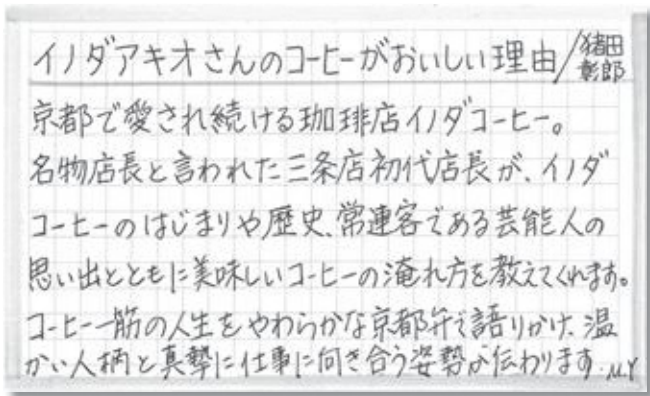 イノダアキオさんのコーヒーがおいしい理由/猪田彰郎
京都で愛され続ける珈琲店イノダコーヒー。
名物店長と言われた三条店初代店長が、イノダ
コーヒーのはじまりや歴史、常連客である芸能人の
思い出とともに美味しいコーヒーの淹れ方を教えてくれます。
コーヒー一筋の人生をやわらかな京都弁で語りかけ、温
かい人柄と真摯に仕事に向き合う姿勢が伝わります。M.Y